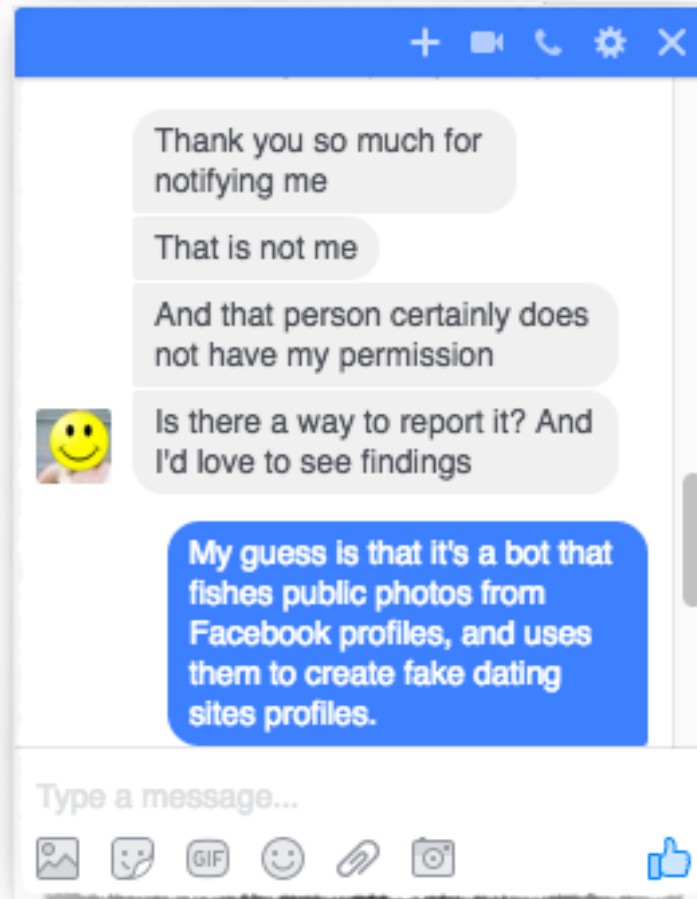 Thank you so much for
notifying me
That is not me
And that person certainly does
not have my permission
Is there a way to report it? And
I'd love to see findings
My guess is that it's a bot that
fishes public photos from
Facebook profiles, and uses
them to create fake dating
sites profiles.
Type a message...
GIF